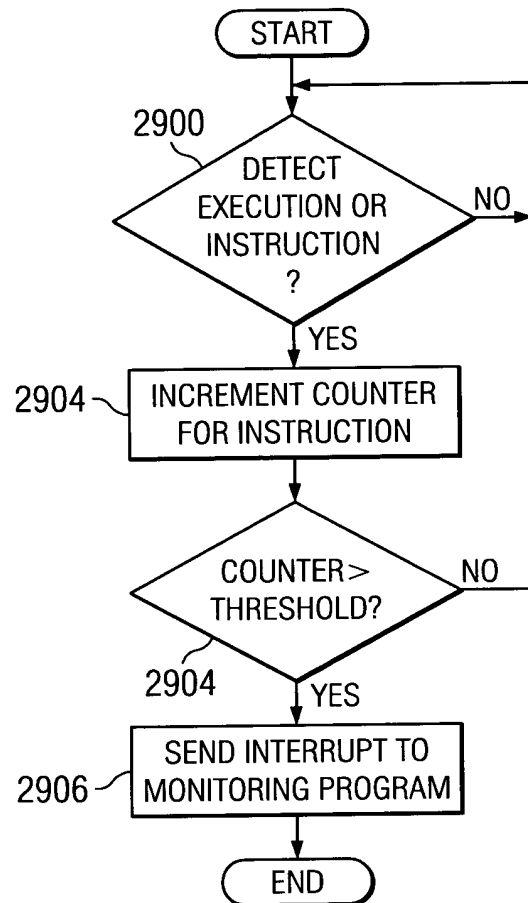 START
2900
DETECT
EXECUTION OR
INSTRUCTION
?
NO
YES
2904
INCREMENT COUNTER
FOR INSTRUCTION
COUNTER>
THRESHOLD?
NO
2904
YES
2906
SEND INTERRUPT TO
MONITORING PROGRAM
END